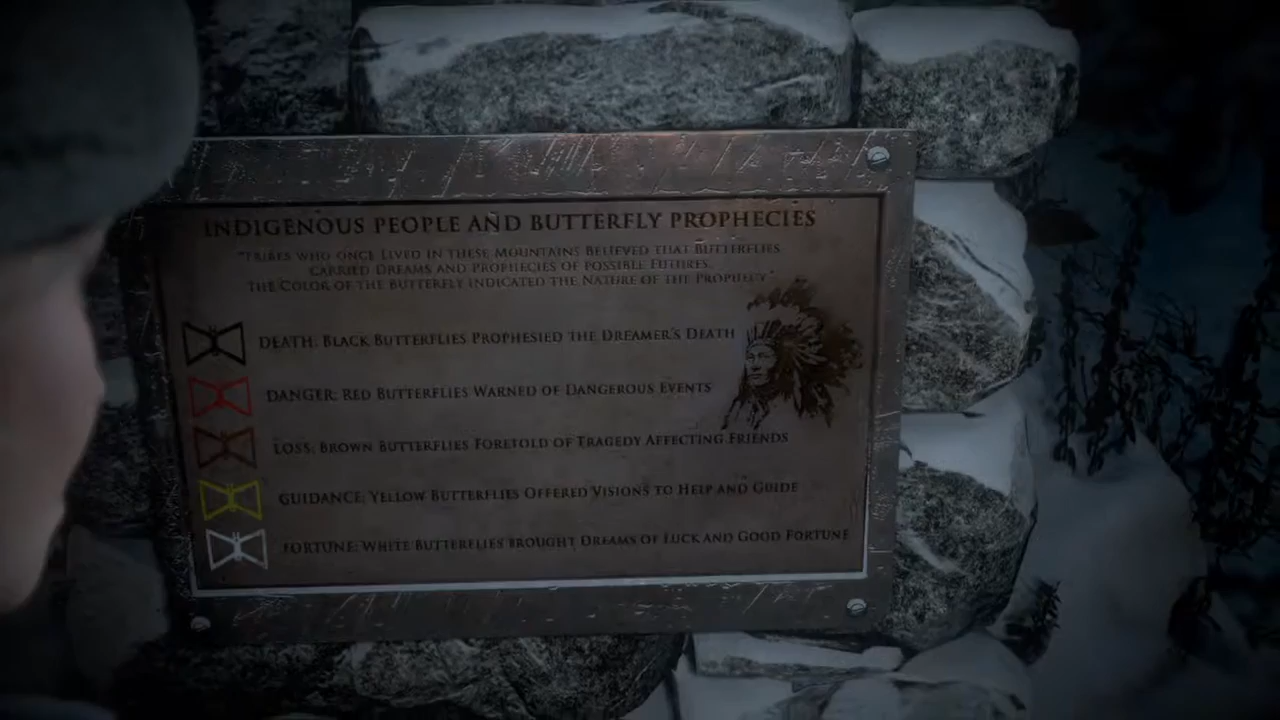 INDIGENOUS PEOPLE AND BUTTERFLY PROPHECIES
"TRIBES WHO ONCE LIVED IN THESE MOUNTAINS BELIEVED THAT BUTTERFLIES
CARRIED DREAMS AND PROPHECIES OF POSSIBLE FUTURES.
THE COLOR OF THE BUTTERFLY INDICATED THE NATURE OF THE PROPHECY"
DEATH: BLACK BUTTERFLIES PROPHESIED THE DREAMER'S DEATH
DANGER: RED BUTTERFLIES WARNED OF DANGEROUS EVENTS
LOSS: BROWN BUTTERFLIES FORETOLD OF TRAGEDY AFFECTING FRIENDS
GUIDANCE: YELLOW BUTTERFLIES OFFERED VISIONS TO HELP AND GUIDE
FORTUNE: WHITE BUTTERFLIES BROUGHT DREAMS OF LUCK AND GOOD FORTUNE